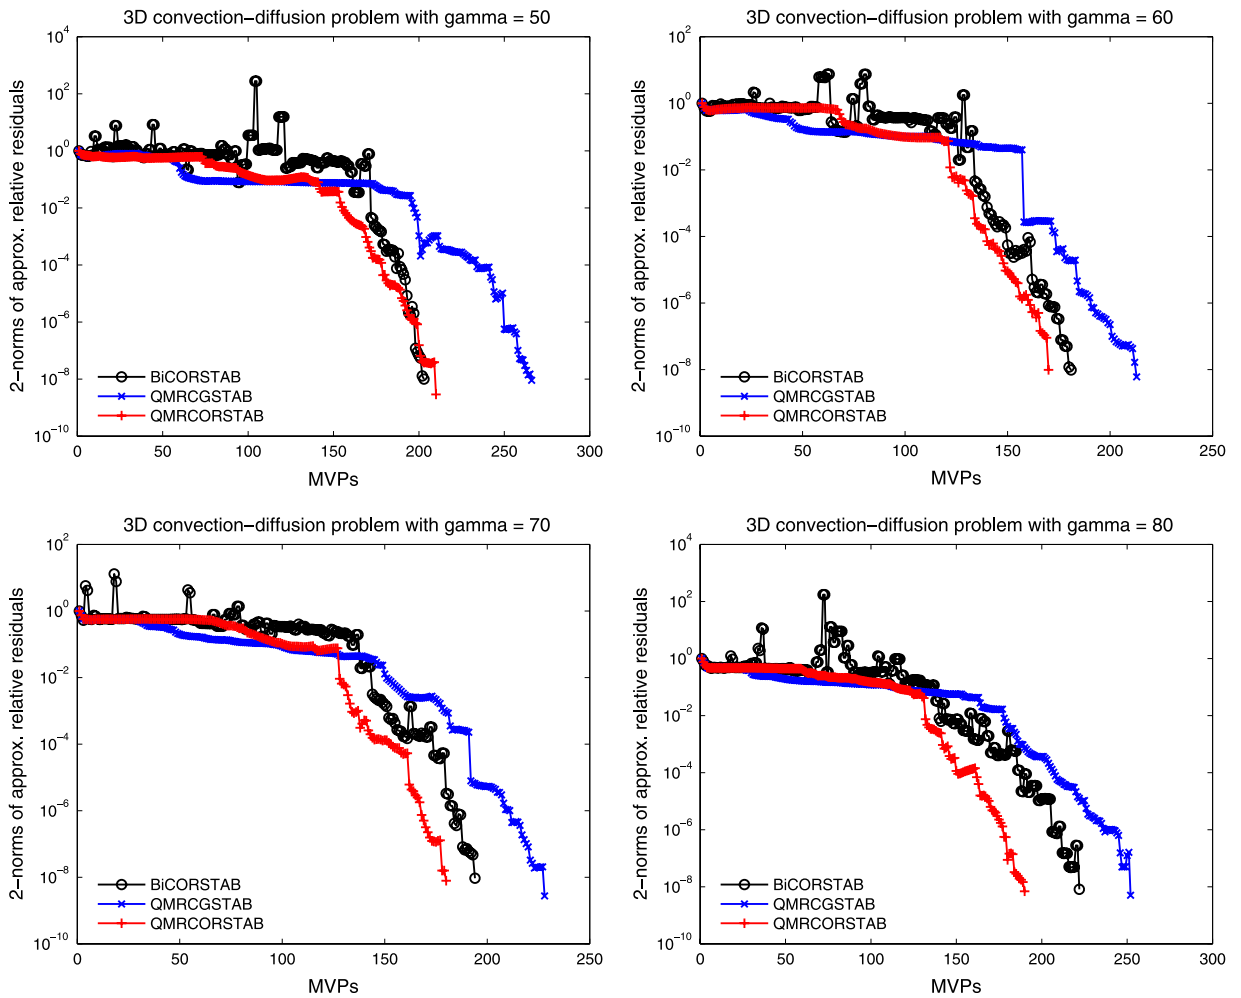 3D convection−diffusion problem with gamma = 50
10^4
10^2
10^0
10^−2
10^−4
10^−6
10^−8
10^−10
0 50 100 150 200 250 300
2−norms of approx. relative residuals
MVPs
BiCORSTAB
QMRCGSTAB
QMRCORSTAB
3D convection−diffusion problem with gamma = 60
10^2
10^0
10^−2
10^−4
10^−6
10^−8
10^−10
0 50 100 150 200 250
2−norms of approx. relative residuals
MVPs
BiCORSTAB
QMRCGSTAB
QMRCORSTAB
3D convection−diffusion problem with gamma = 70
10^2
10^0
10^−2
10^−4
10^−6
10^−8
10^−10
0 50 100 150 200 250
2−norms of approx. relative residuals
MVPs
BiCORSTAB
QMRCGSTAB
QMRCORSTAB
3D convection−diffusion problem with gamma = 80
10^4
10^2
10^0
10^−2
10^−4
10^−6
10^−8
10^−10
0 50 100 150 200 250 300
2−norms of approx. relative residuals
MVPs
BiCORSTAB
QMRCGSTAB
QMRCORSTAB